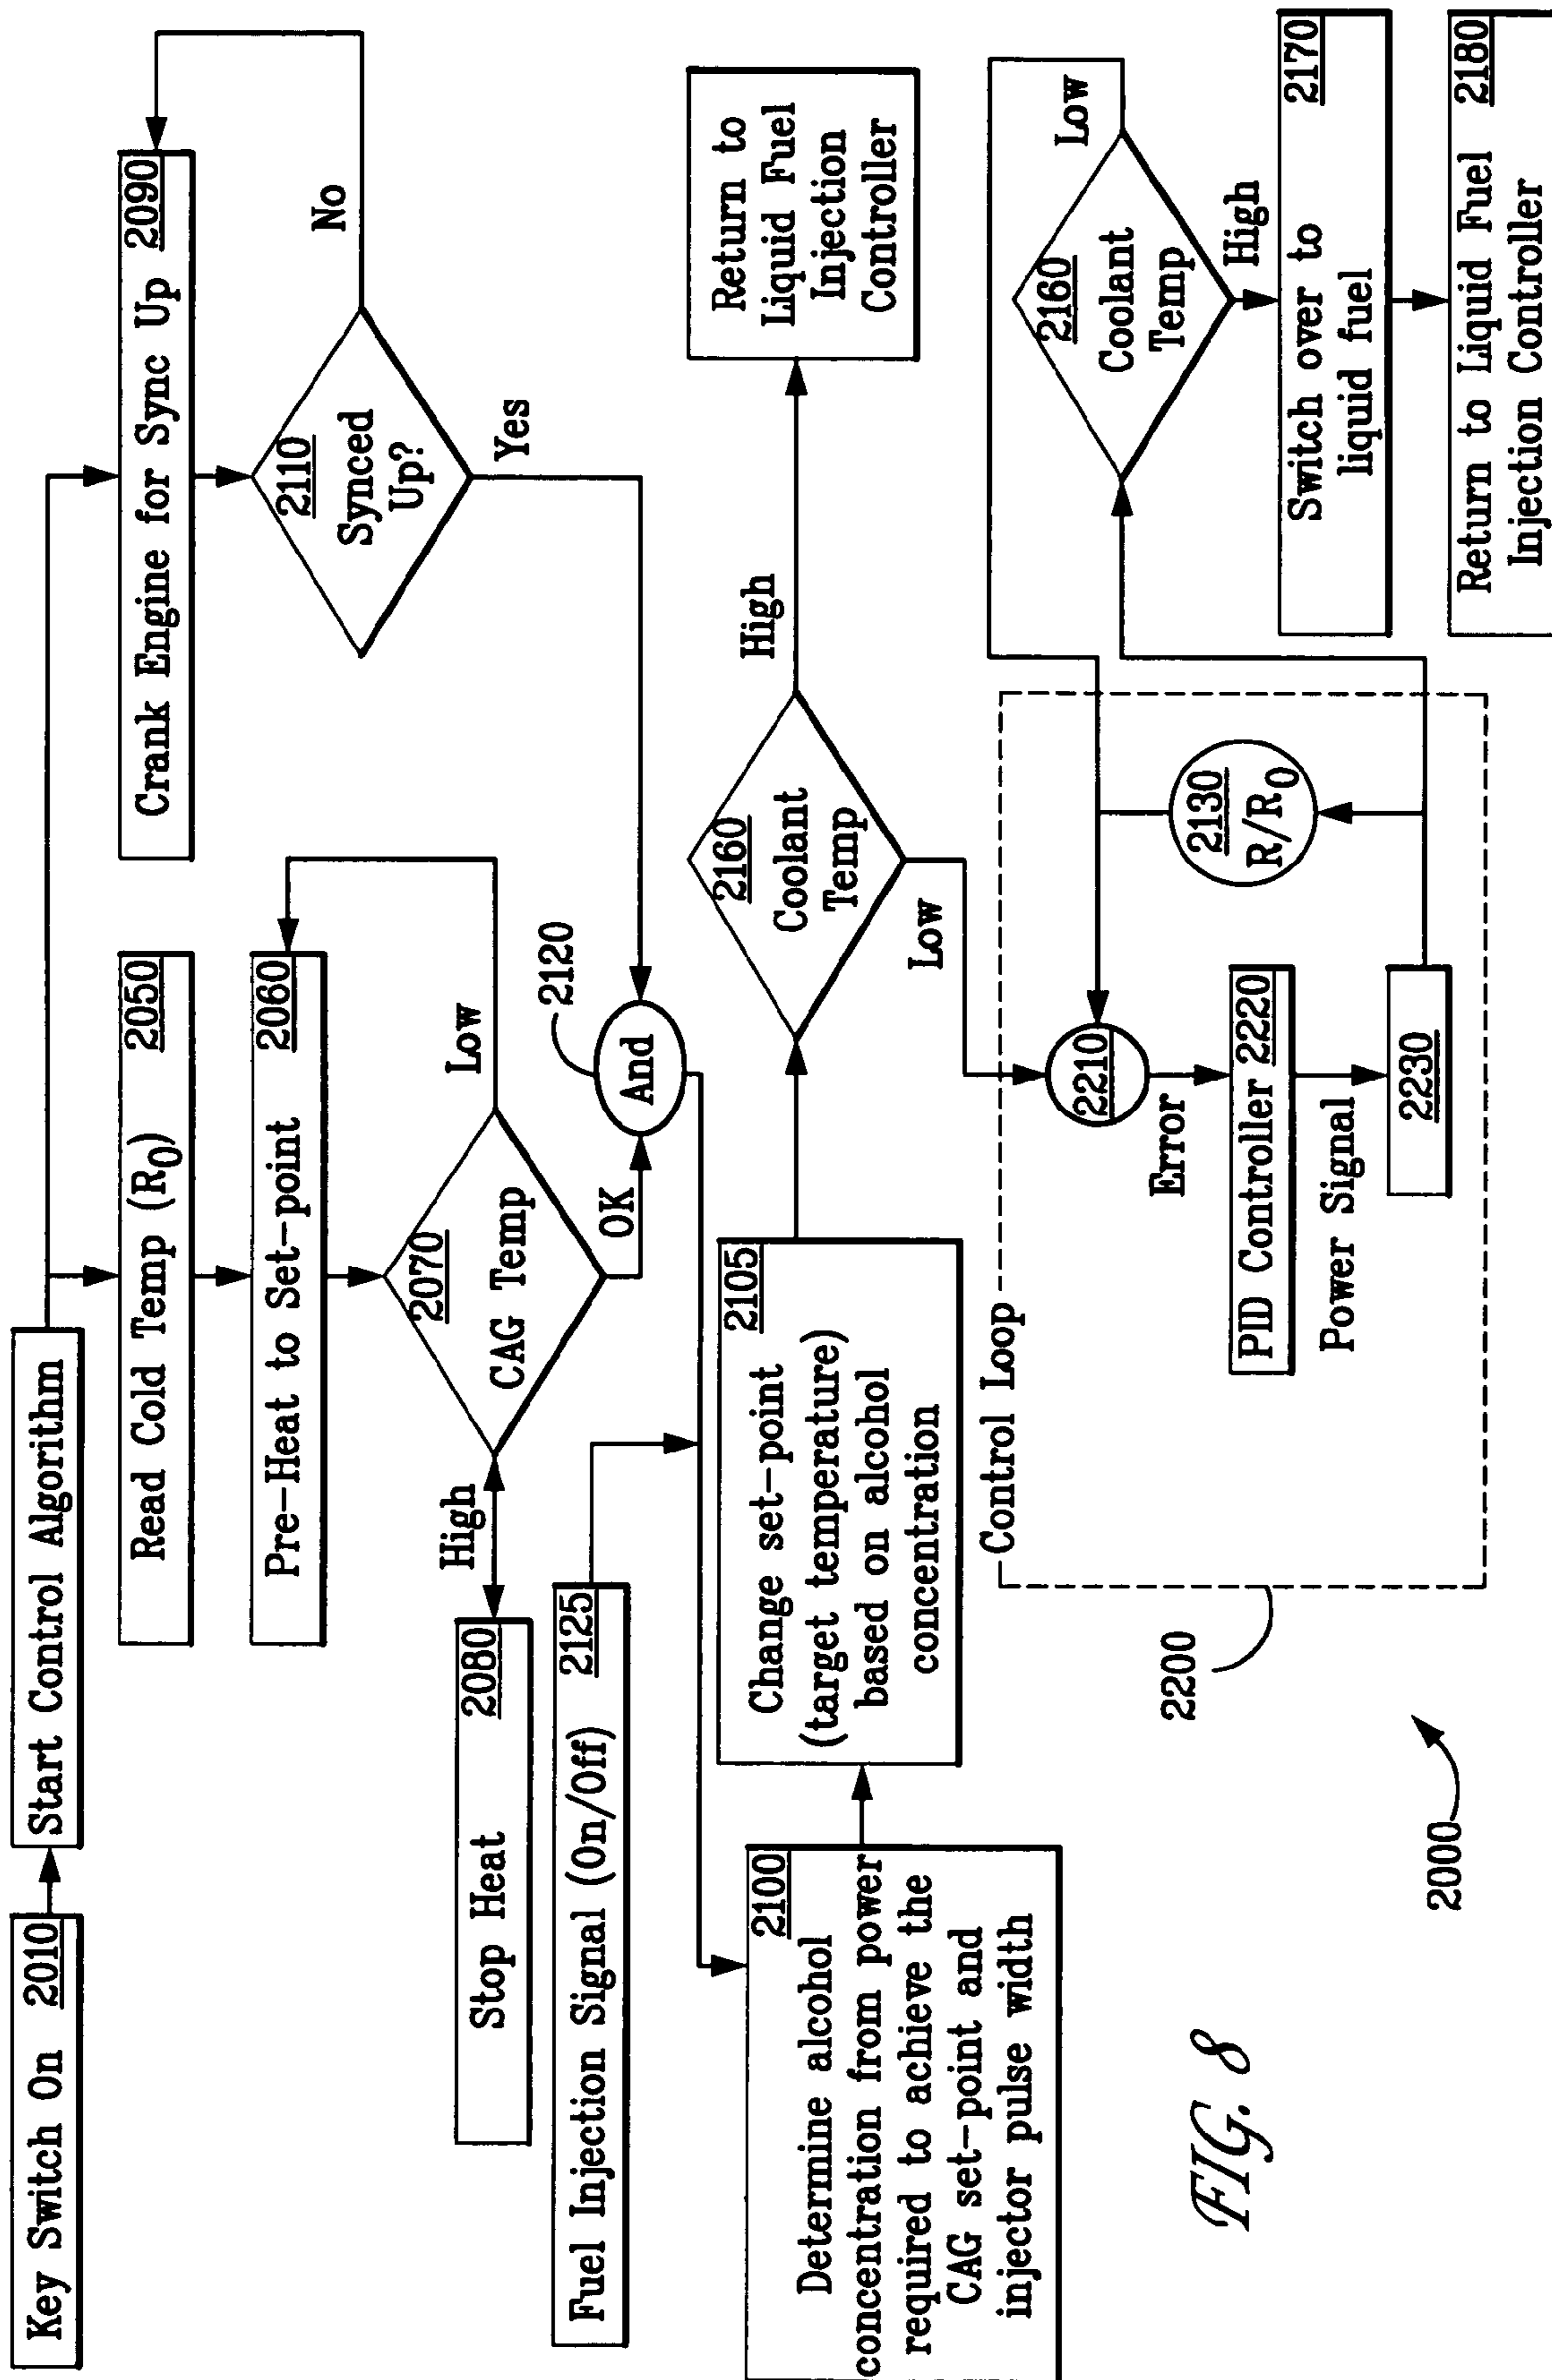 Key Switch On 2010
Start Control Algorithm
Read Cold Temp (R0) 2050
Crank Engine for Sync Up 2090
Pre-Heat to Set-point 2060
2110
Synced
Up?
No
Yes
2070
CAG Temp
Low
High
OK
Stop Heat 2080
2120
And
Fuel Injection Signal (On/Off) 2125
2100
Determine alcohol
concentration from power
required to achieve the
CAG set-point and
injector pulse width
2105
Change set-point
(target temperature)
based on alcohol
concentration
2160
Coolant
Temp
High
Low
Return to
Liquid Fuel
Injection
Controller
Control Loop
2210
Error
PID Controller 2220
Power Signal
2230
2130
R/R0
2160
Coolant
Temp
Low
High
2170
Switch over to
liquid fuel
Return to Liquid Fuel 2180
Injection Controller
2200
2000
FIG. 8